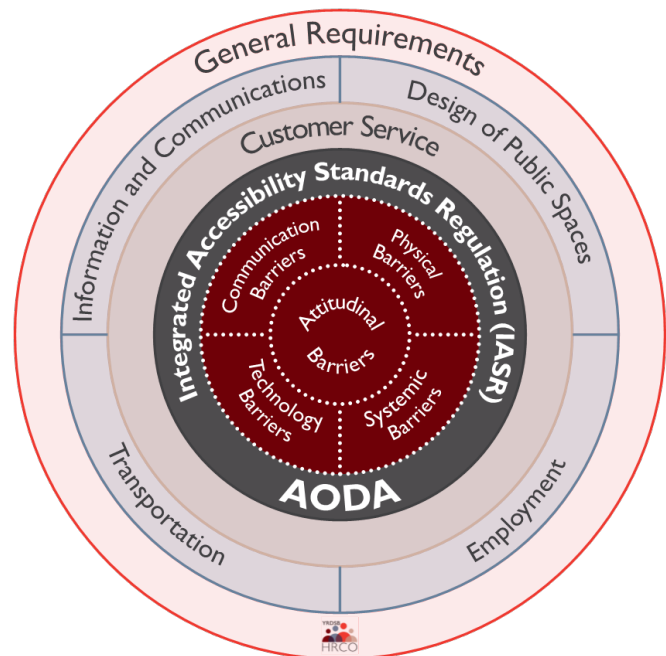 General Requirements
Information and Communications
Design of Public Spaces
Customer Service
Integrated Accessibility Standards Regulation (IASR)
Communication
Barriers
Physical
Barriers
Attitudinal
Barriers
Technology
Barriers
Systemic
Barriers
AODA
Transportation
Employment
YRDSB
HRCO